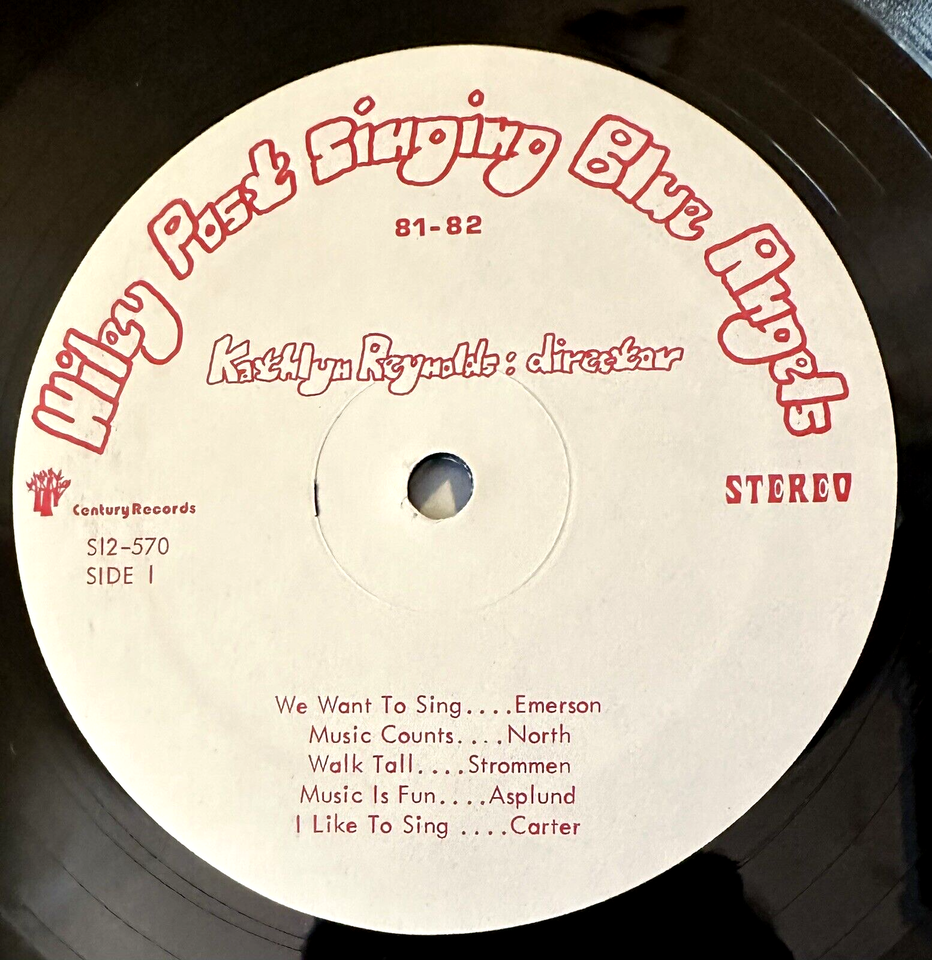 Wiley Post Singing Blue Angels
81-82
Kathlyn Reynolds: director
Century Records
STEREO
S12-570
SIDE 1
We Want To Sing....Emerson
Music Counts....North
Walk Tall....Strommen
Music Is Fun....Asplund
I Like To Sing ....Carter